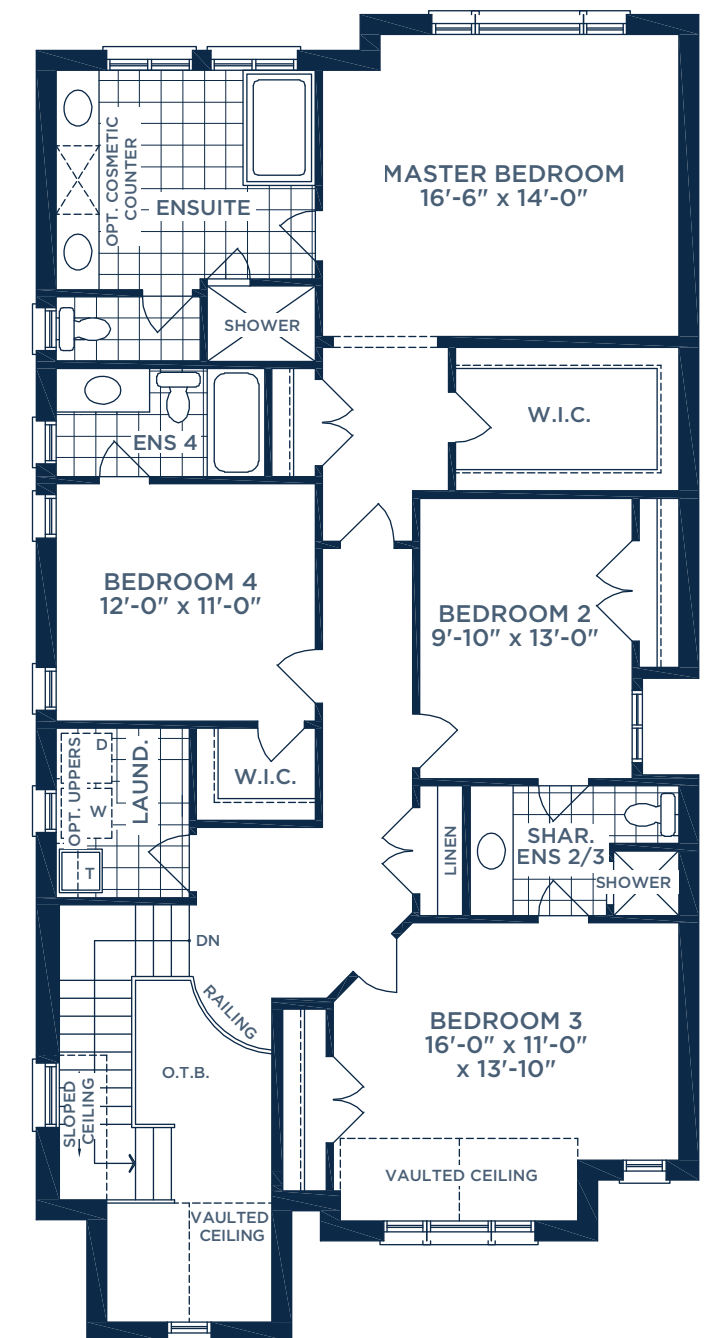 MASTER BEDROOM
16'-6" x 14'-0"
OPT. COSMETIC
COUNTER
ENSUITE
SHOWER
W.I.C.
ENS 4
BEDROOM 4
12'-0" x 11'-0"
BEDROOM 2
9'-10" x 13'-0"
OPT. UPPERS
D
W
T
LAUND.
W.I.C.
LINEN
SHAR.
ENS 2/3
SHOWER
DN
RAILING
O.T.B.
SLOPED
CEILING
BEDROOM 3
16'-0" x 11'-0"
x 13'-10"
VAULTED CEILING
VAULTED
CEILING